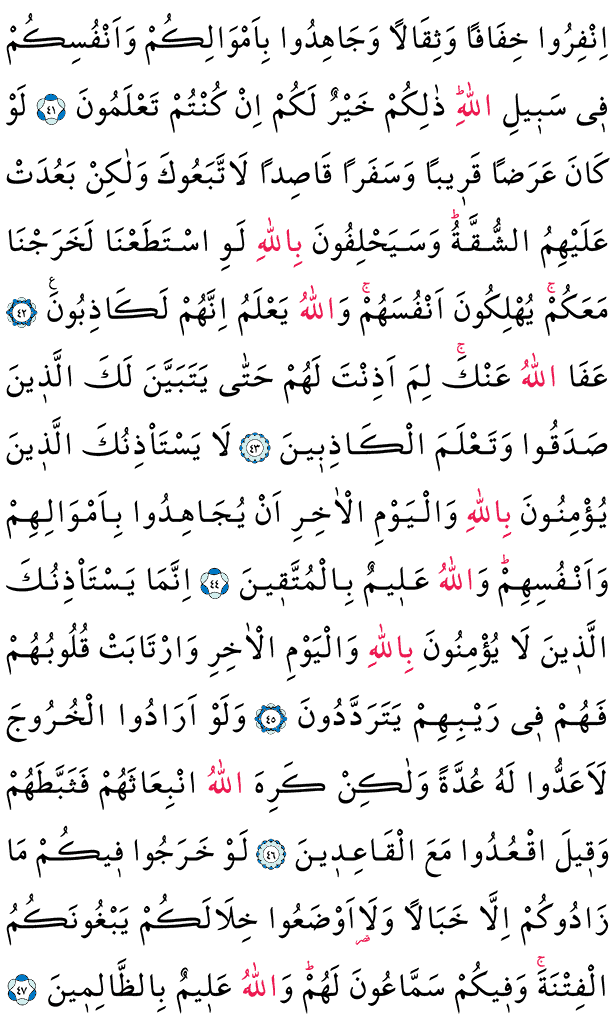 اِنْفِرُوا خِفَافًا وَثِقَالًا وَجَاهِدُوا بِاَمْوَالِكُمْ وَاَنْفُسِكُمْ
ف۪ي سَب۪يلِ اللّٰهِۜ ذٰلِكُمْ خَيْرٌ لَكُمْ اِنْ كُنْتُمْ تَعْلَمُونَ ﴿٤١﴾ لَوْ
كَانَ عَرَضًا قَر۪يبًا وَسَفَرًا قَاصِدًا لَاتَّبَعُوكَ وَلٰكِنْ بَعُدَتْ
عَلَيْهِمُ الشُّقَّةُۜ وَسَيَحْلِفُونَ بِاللّٰهِ لَوِ اسْتَطَعْنَا لَخَرَجْنَا
مَعَكُمْۚ يُهْلِكُونَ اَنْفُسَهُمْۚ وَاللّٰهُ يَعْلَمُ اِنَّهُمْ لَكَاذِبُونَ۟ ﴿٤٢﴾
عَفَا اللّٰهُ عَنْكَۚ لِمَ اَذِنْتَ لَهُمْ حَتّٰى يَتَبَيَّنَ لَكَ الَّذ۪ينَ
صَدَقُوا وَتَعْلَمَ الْكَاذِب۪ينَ ﴿٤٣﴾ لَا يَسْتَأْذِنُكَ الَّذ۪ينَ
يُؤْمِنُونَ بِاللّٰهِ وَالْيَوْمِ الْاٰخِرِ اَنْ يُجَاهِدُوا بِاَمْوَالِهِمْ
وَاَنْفُسِهِمْۜ وَاللّٰهُ عَل۪يمٌ بِالْمُتَّق۪ينَ ﴿٤٤﴾ اِنَّمَا يَسْتَأْذِنُكَ
الَّذ۪ينَ لَا يُؤْمِنُونَ بِاللّٰهِ وَالْيَوْمِ الْاٰخِرِ وَارْتَابَتْ قُلُوبُهُمْ
فَهُمْ ف۪ي رَيْبِهِمْ يَتَرَدَّدُونَ ﴿٤٥﴾ وَلَوْ اَرَادُوا الْخُرُوجَ
لَاَعَدُّوا لَهُ عُدَّةً وَلٰكِنْ كَرِهَ اللّٰهُ انْبِعَاثَهُمْ فَثَبَّطَهُمْ
وَق۪يلَ اقْعُدُوا مَعَ الْقَاعِد۪ينَ ﴿٤٦﴾ لَوْ خَرَجُوا ف۪يكُمْ مَا
زَادُوكُمْ اِلَّا خَبَالًا وَلَا۬اَوْضَعُوا خِلَالَكُمْ يَبْغُونَكُمُ
الْفِتْنَةَۚ وَف۪يكُمْ سَمَّاعُونَ لَهُمْۜ وَاللّٰهُ عَل۪يمٌ بِالظَّالِم۪ينَ ﴿٤٧﴾